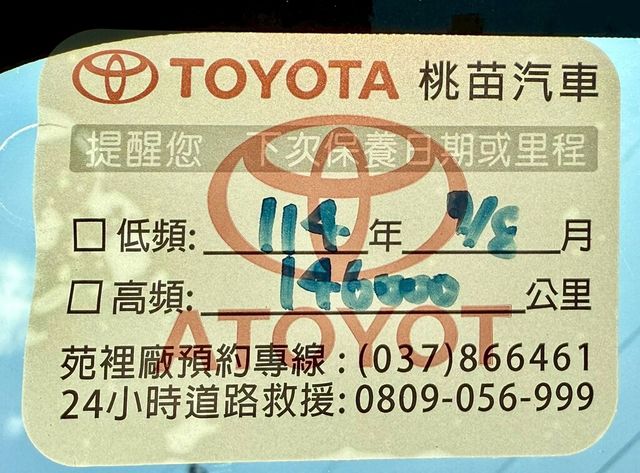 TOYOTA 桃苗汽車
提醒您 下次保養日期或里程
□ 低頻: 114 年 月
□ 高頻: 146000 公里
苑裡廠預約專線:(037)866461
24小時道路救援:0809-056-999